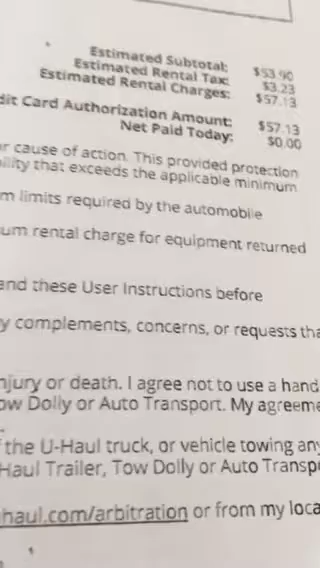 Estimated Subtotal: $53.90
Estimated Rental Tax: $3.23
Estimated Rental Charges: $57.13
dit Card Authorization Amount: $57.13
Net Paid Today: $0.00
r cause of action. This provided protection
ility that exceeds the applicable minimum
m limits required by the automobile
um rental charge for equipment returned
and these User Instructions before
y complements, concerns, or requests tha
njury or death. I agree not to use a hand
ow Dolly or Auto Transport. My agreeme
the U-Haul truck, or vehicle towing any
Haul Trailer, Tow Dolly or Auto Transp
haul.com/arbitration or from my loca